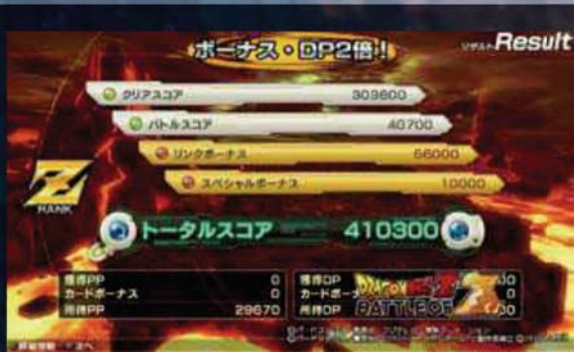 ボーナス・DP2倍！
リザルト Result
クリアスコア 303600
バトルスコア 40700
リンクボーナス 66000
スペシャルボーナス 10000
Z
RANK
トータルスコア 410300
獲得PP 0
カードボーナス 0
所持PP 29670
獲得DP
カードボーナス
所持DP
DRAGON BALL Z
BATTLE OF